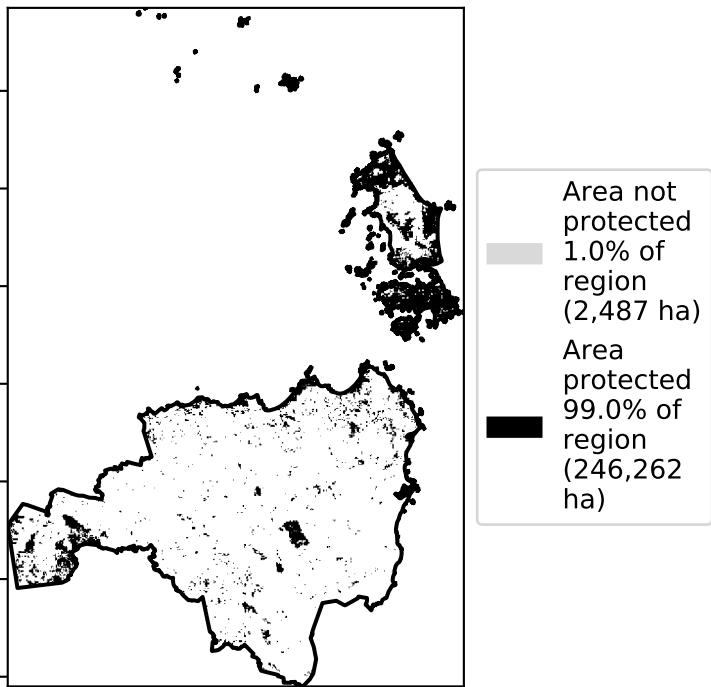 Area not
protected
1.0% of
region
(2,487 ha)
Area
protected
99.0% of
region
(246,262
ha)